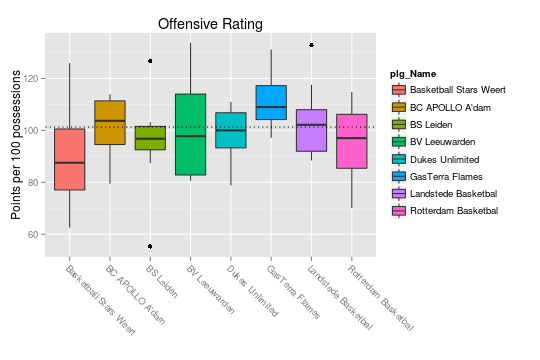 Offensive Rating
Points per 100 possessions
120
100
80
60
Basketball Stars Weert
BC APOLLO A'dam
BS Leiden
BV Leeuwarden
Dukes Unlimited
GasTerra Flames
Landstede Basketbal
Rotterdam Basketbal
plg_Name
Basketball Stars Weert
BC APOLLO A'dam
BS Leiden
BV Leeuwarden
Dukes Unlimited
GasTerra Flames
Landstede Basketbal
Rotterdam Basketbal